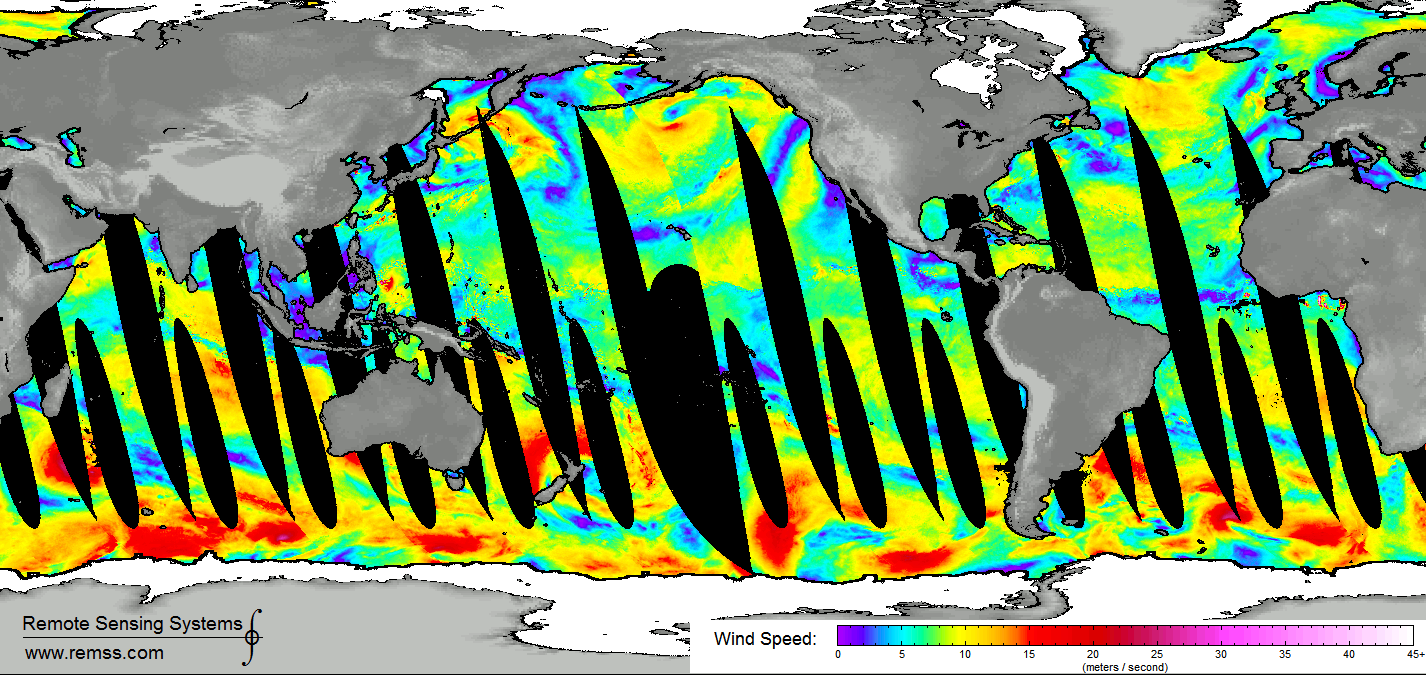 Remote Sensing Systems
www.remss.com
Wind Speed:
0 5 10 15 20 25 30 35 40 45+
(meters / second)